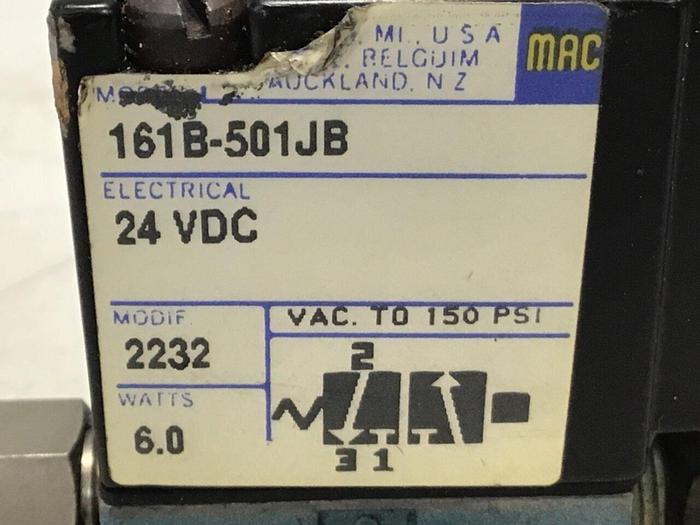 MI., U S A
BELGUIM
AUCKLAND, N Z
MAC
161B-501JB
ELECTRICAL
24 VDC
MODIF.
VAC. TO 150 PSI
2232
2
WATTS
6.0
3 1